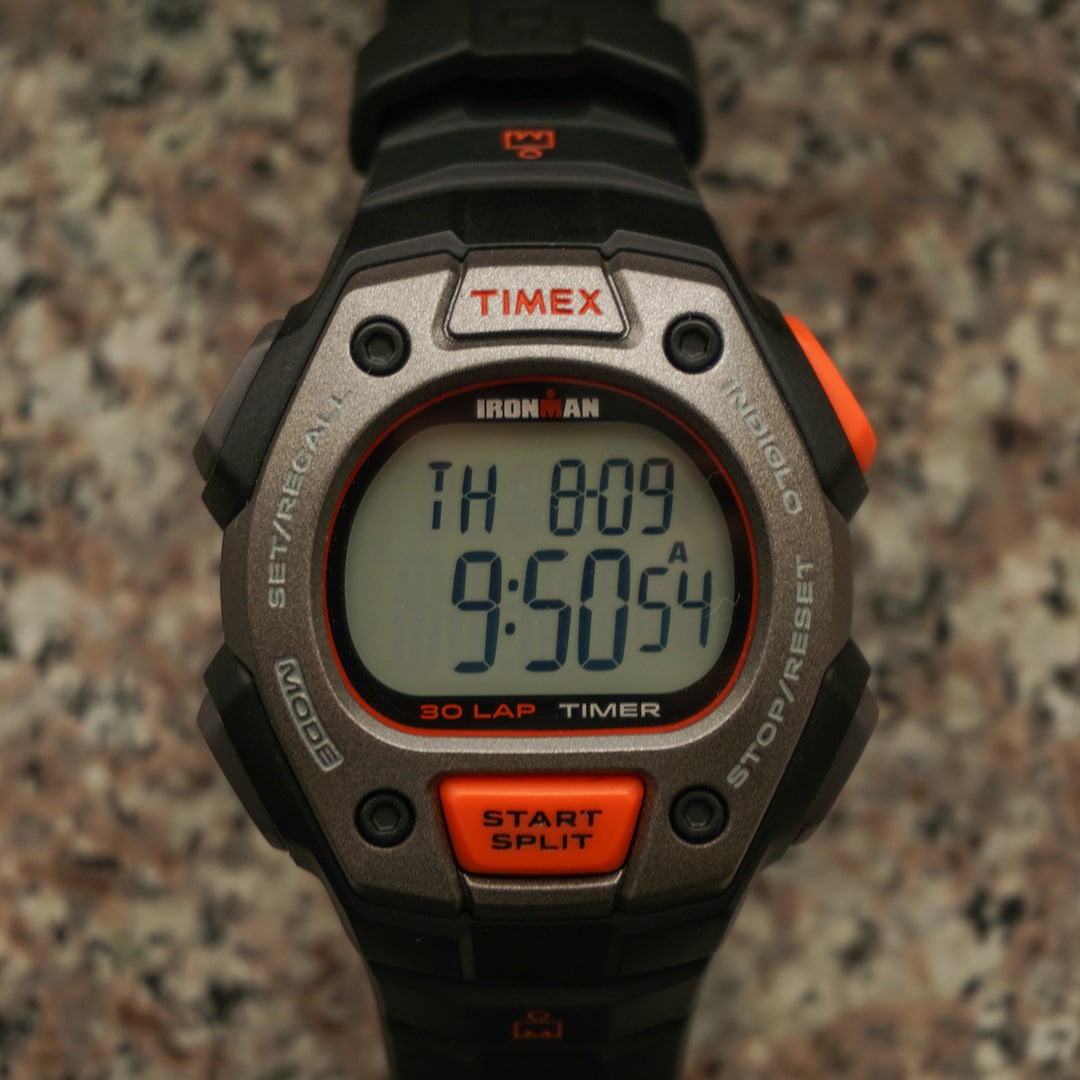 TIMEX
IRONMAN
SET/RECALL
INDIGLO
TH 8-09
A
9:50 54
MODE
STOP/RESET
30 LAP TIMER
START
SPLIT